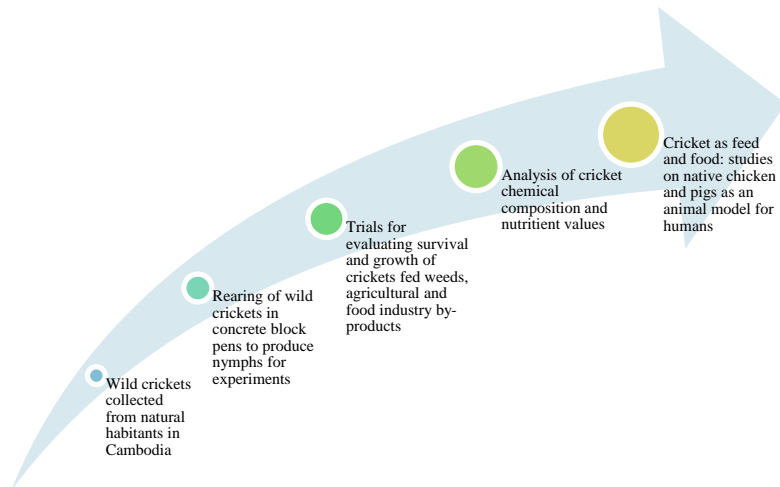 Wild crickets
collected
from natural
habitants in
Cambodia
Rearing of wild
crickets in
concrete block
pens to produce
nymphs for
experiments
Trials for
evaluating survival
and growth of
crickets fed weeds,
agricultural and
food industry by-
products
Analysis of cricket
chemical
composition and
nutritient values
Cricket as feed
and food: studies
on native chicken
and pigs as an
animal model for
humans